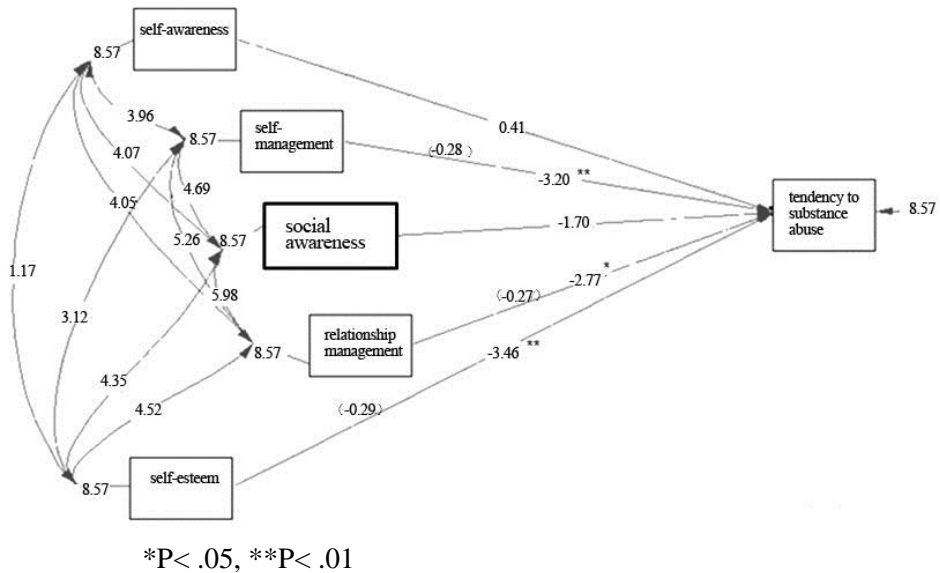 self-awareness
8.57
3.96
0.41
8.57
self-
management
(-0.28)
-3.20 **
4.07
4.69
4.05
tendency to
substance
abuse
8.57
8.57
social
awareness
-1.70
5.26
1.17
5.98
-2.77 *
(-0.27)
3.12
8.57
relationship
management
-3.46 **
4.35
4.52
(-0.29)
8.57
self-esteem
*P< .05, **P< .01